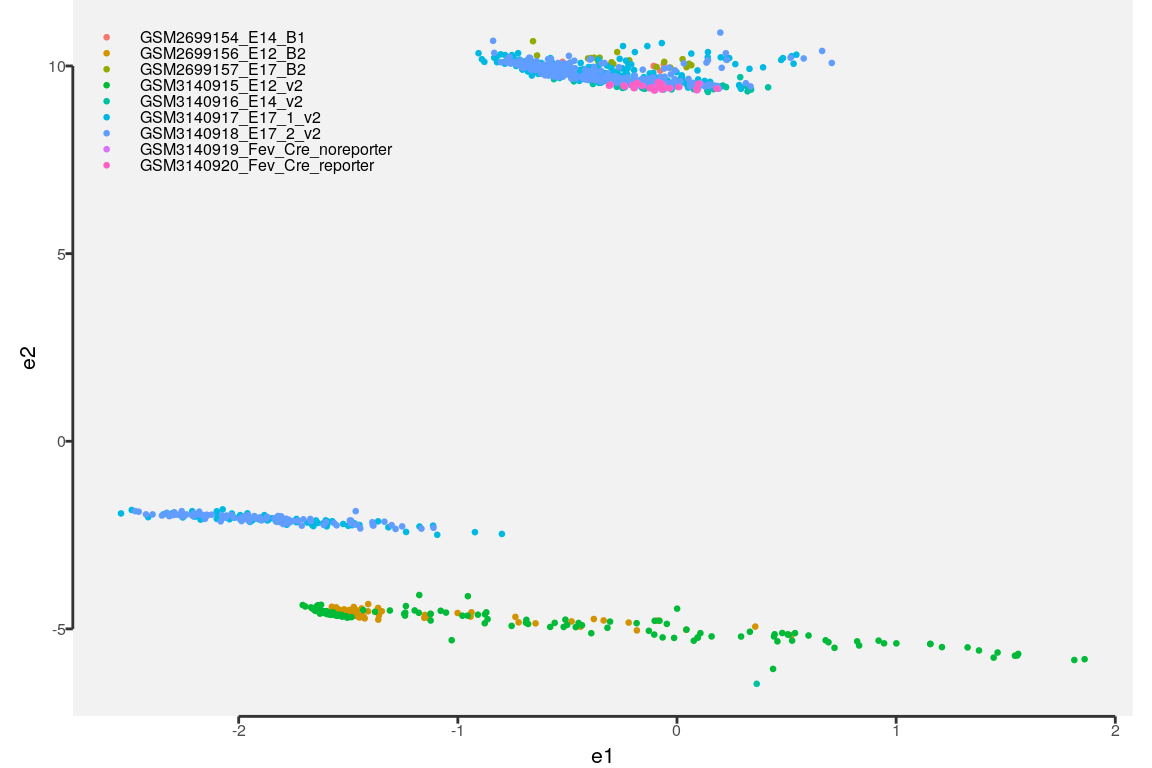 GSM2699154_E14_B1
GSM2699156_E12_B2
GSM2699157_E17_B2
GSM3140915_E12_v2
GSM3140916_E14_v2
GSM3140917_E17_1_v2
GSM3140918_E17_2_v2
GSM3140919_Fev_Cre_noreporter
GSM3140920_Fev_Cre_reporter
10
5
0
-5
e2
-2
-1
0
1
2
e1